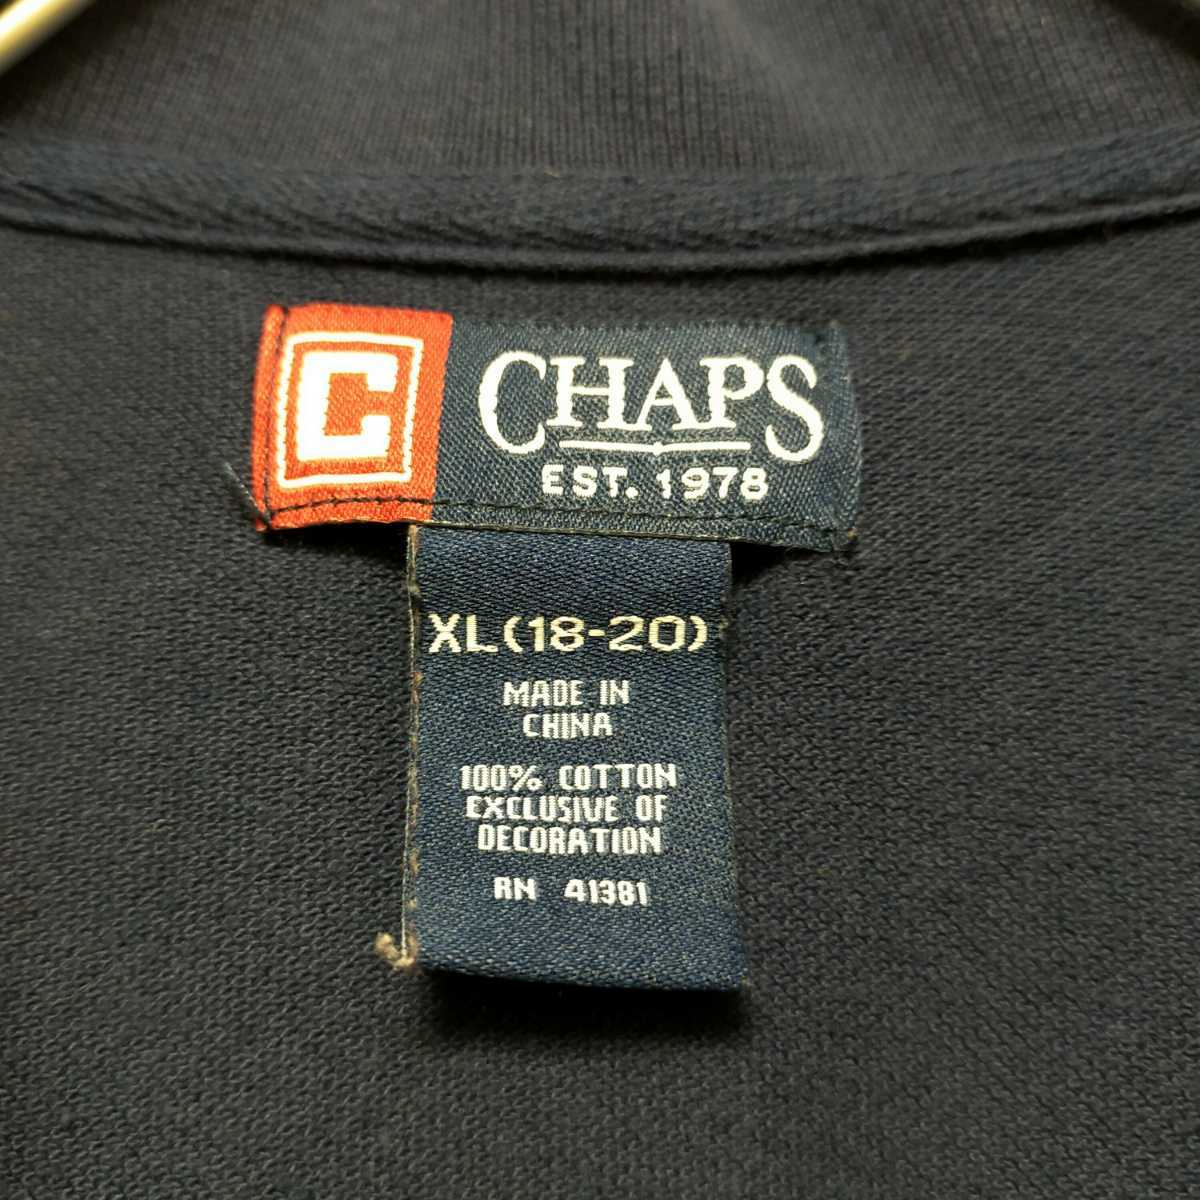 C CHAPS
EST. 1978
XL(18-20)
MADE IN
CHINA
100% COTTON
EXCLUSIVE OF
DECORATION
RN 41381